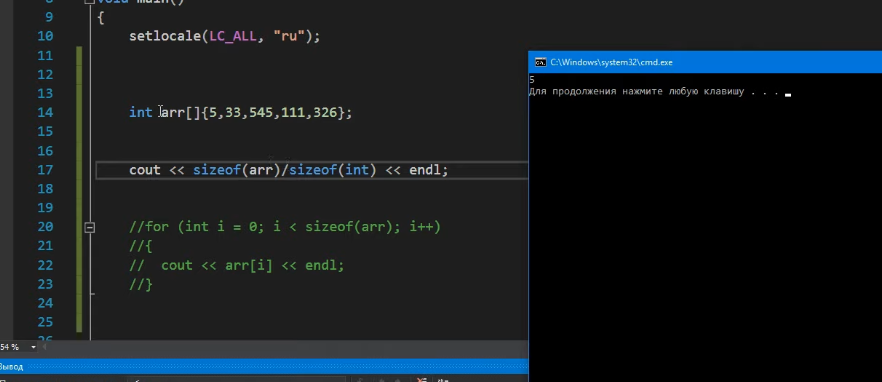 void main()
9 {
10 setlocale(LC_ALL, "ru");
11
12
13
14 int arr[]{5,33,545,111,326};
15
16
17 cout << sizeof(arr)/sizeof(int) << endl;
18
19
20 //for (int i = 0; i < sizeof(arr); i++)
21 //{
22 // cout << arr[i] << endl;
23 //}
24
25
26
54 %
Вывод
C:\Windows\system32\cmd.exe
5
Для продолжения нажмите любую клавишу . . .